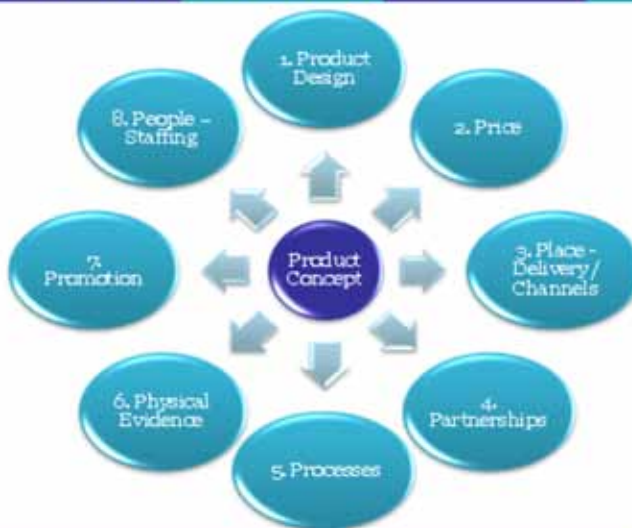 1. Product
Design
2. Price
3. Place -
Delivery/
Channels
4.
Partnerships
5. Processes
6. Physical
Evidence
7.
Promotion
8. People -
Staffing
Product
Concept